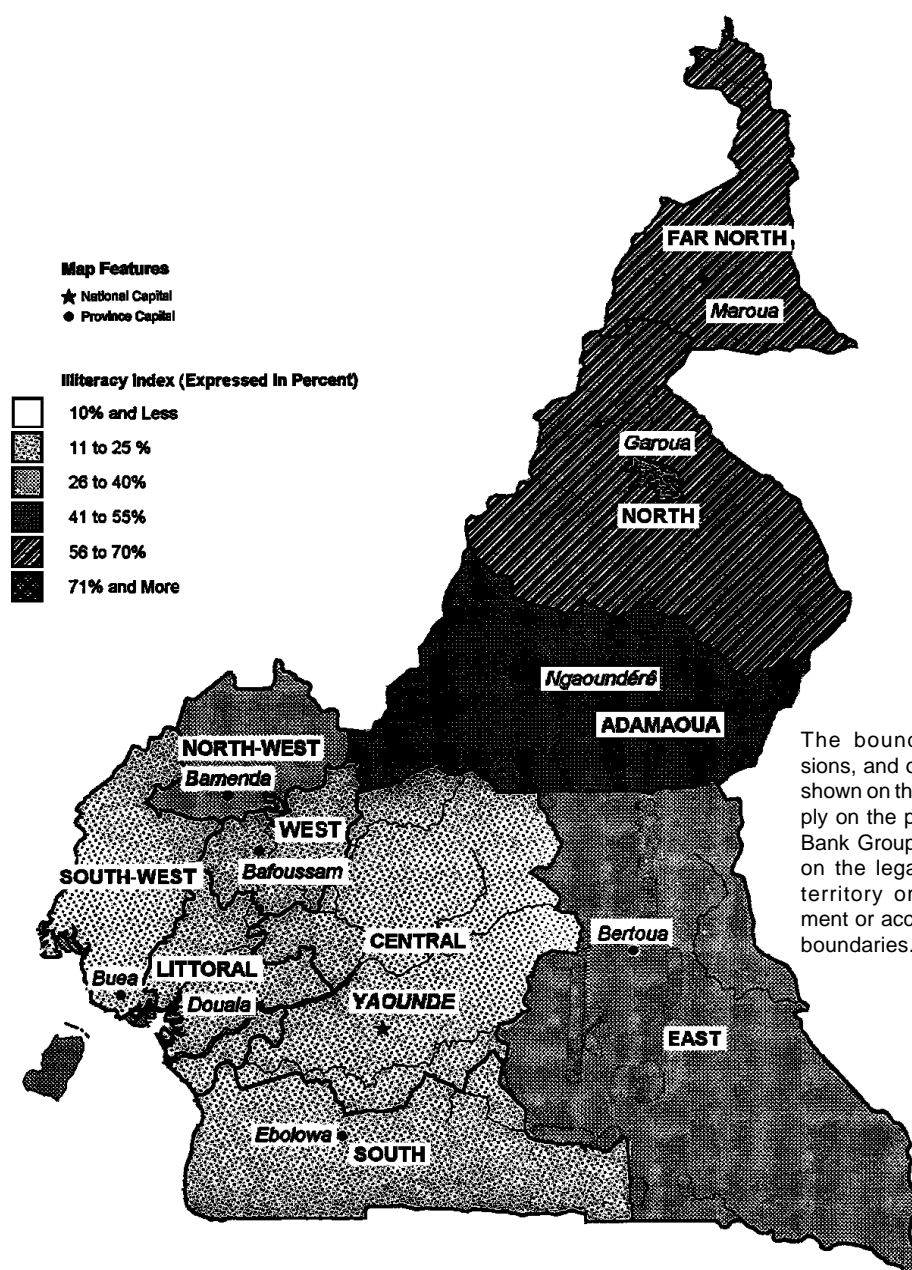 FAR NORTH
Maroua
Map Features
National Capital
Province Capital
Illiteracy Index (Expressed In Percent)
10% and Less
11 to 25 %
26 to 40%
41 to 55%
56 to 70%
71% and More
Garoua
NORTH
Ngaoundéré
ADAMAOUA
NORTH-WEST
Bamenda
WEST
Bafoussam
SOUTH-WEST
CENTRAL
LITTORAL
Buea
Douala
YAOUNDE
Bertoua
EAST
Ebolowa
SOUTH
The bound
sions, and c
shown on th
ply on the p
Bank Group
on the lega
territory or
ment or acc
boundaries.